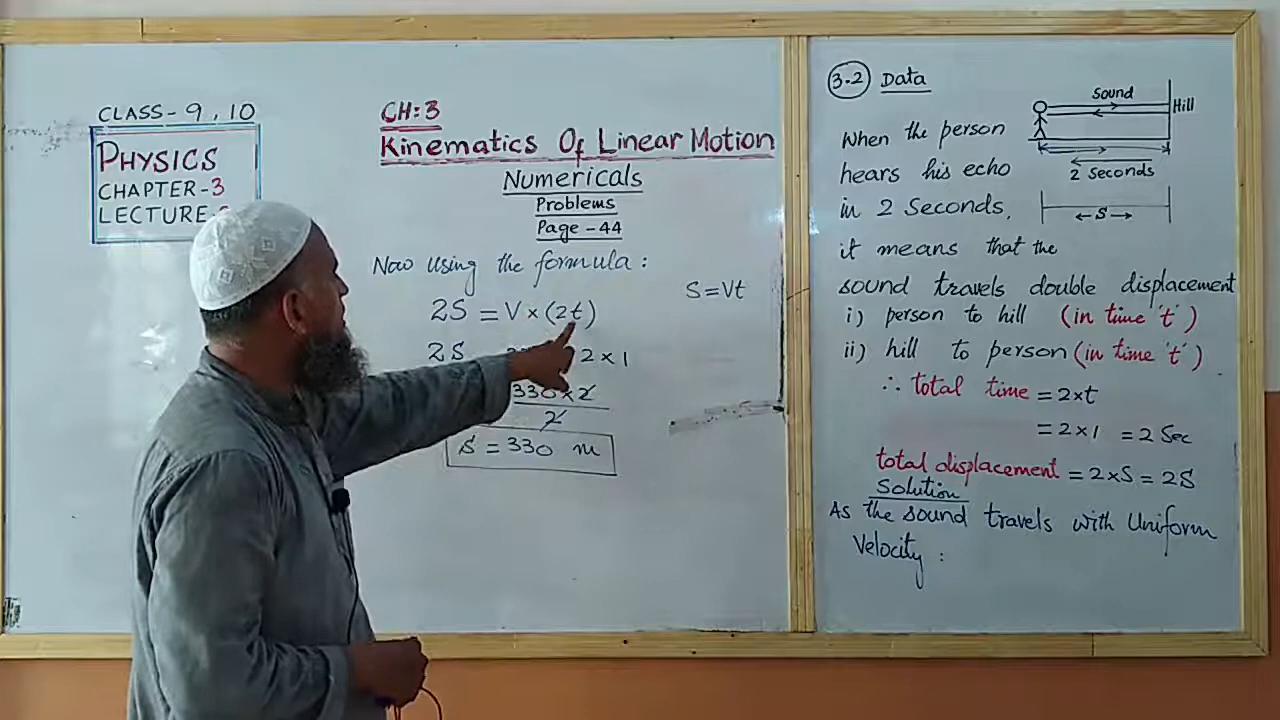 CLASS - 9 , 10
PHYSICS
CHAPTER - 3
LECTURE -
CH: 3
Kinematics Of Linear Motion
Numericals
Problems
Page - 44
Now using the formula :
2S = V × (2t)
S = Vt
2S 2 × 1
330 × 2
2
S = 330 m
3-2 Data
Sound
Hill
When the person
hears his echo
2 Seconds
in 2 Seconds,
← S →
it means that the
sound travels double displacement
i) person to hill (in time 't')
ii) hill to person (in time 't')
∴ total time = 2×t
= 2×1 = 2 Sec
total displacement = 2×S = 2S
Solution
As the sound travels with Uniform
Velocity :